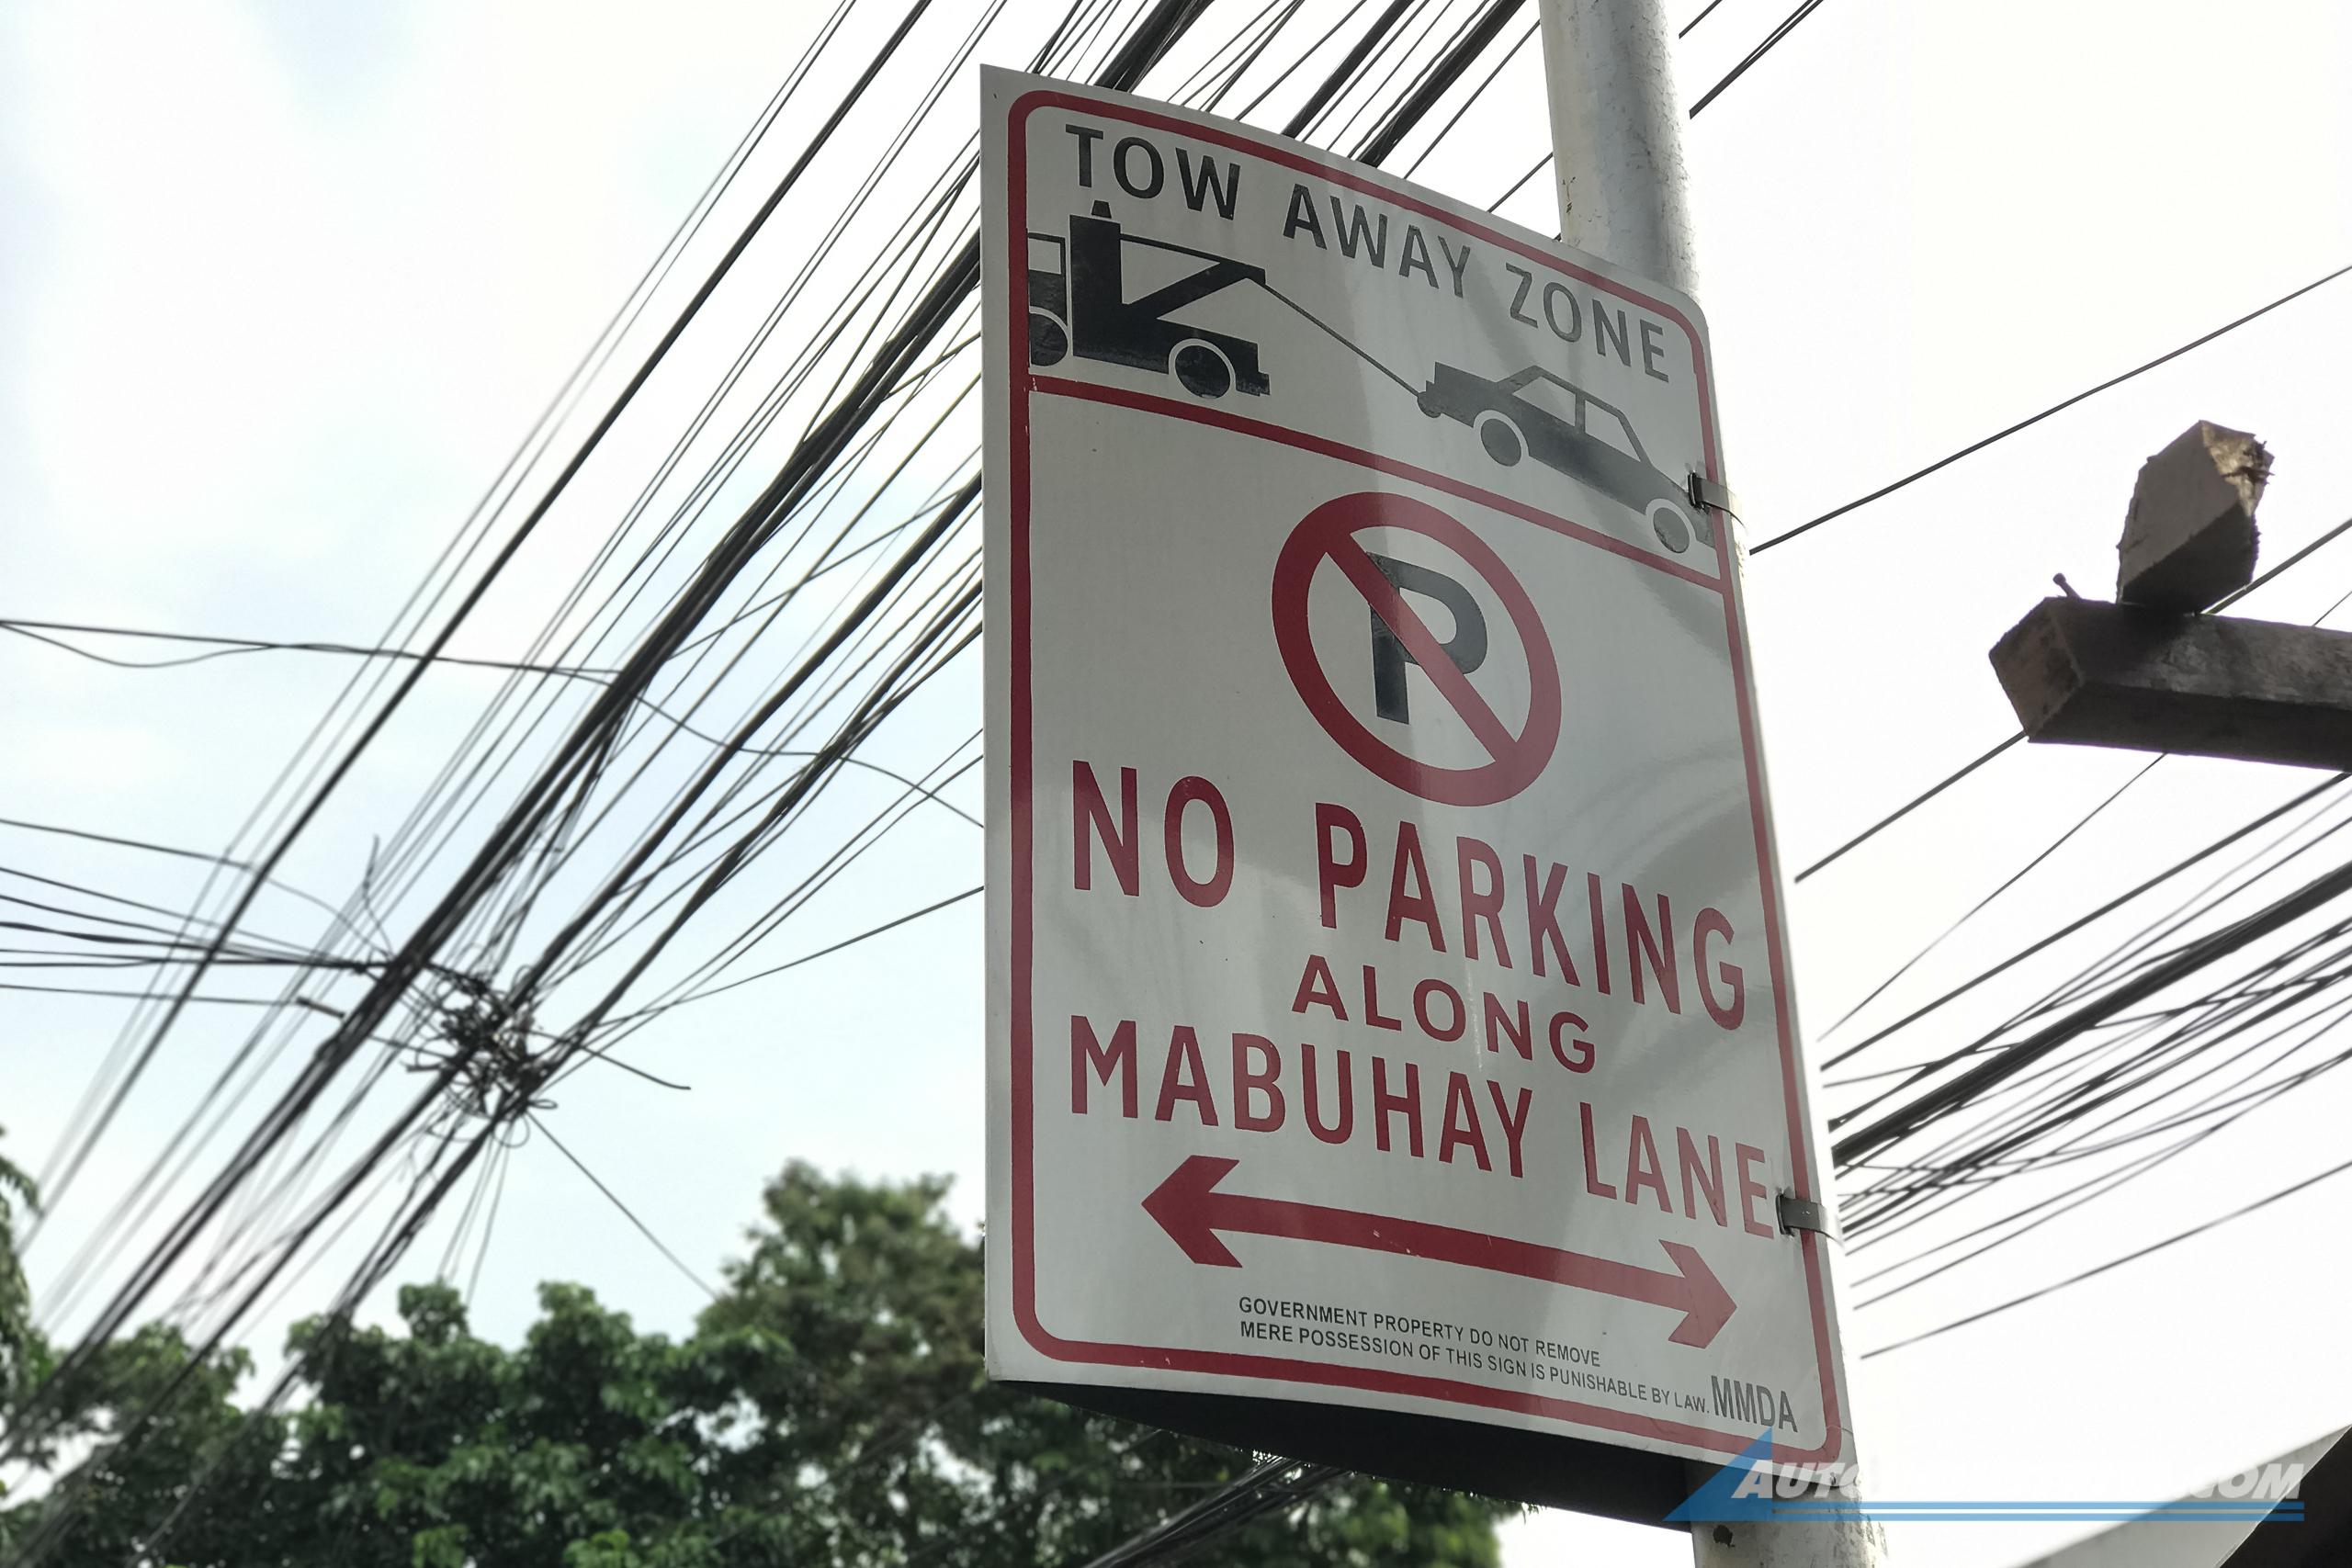 TOW AWAY ZONE
P
NO PARKING
ALONG
MABUHAY LANE
GOVERNMENT PROPERTY DO NOT REMOVE
MERE POSSESSION OF THIS SIGN IS PUNISHABLE BY LAW. MMDA